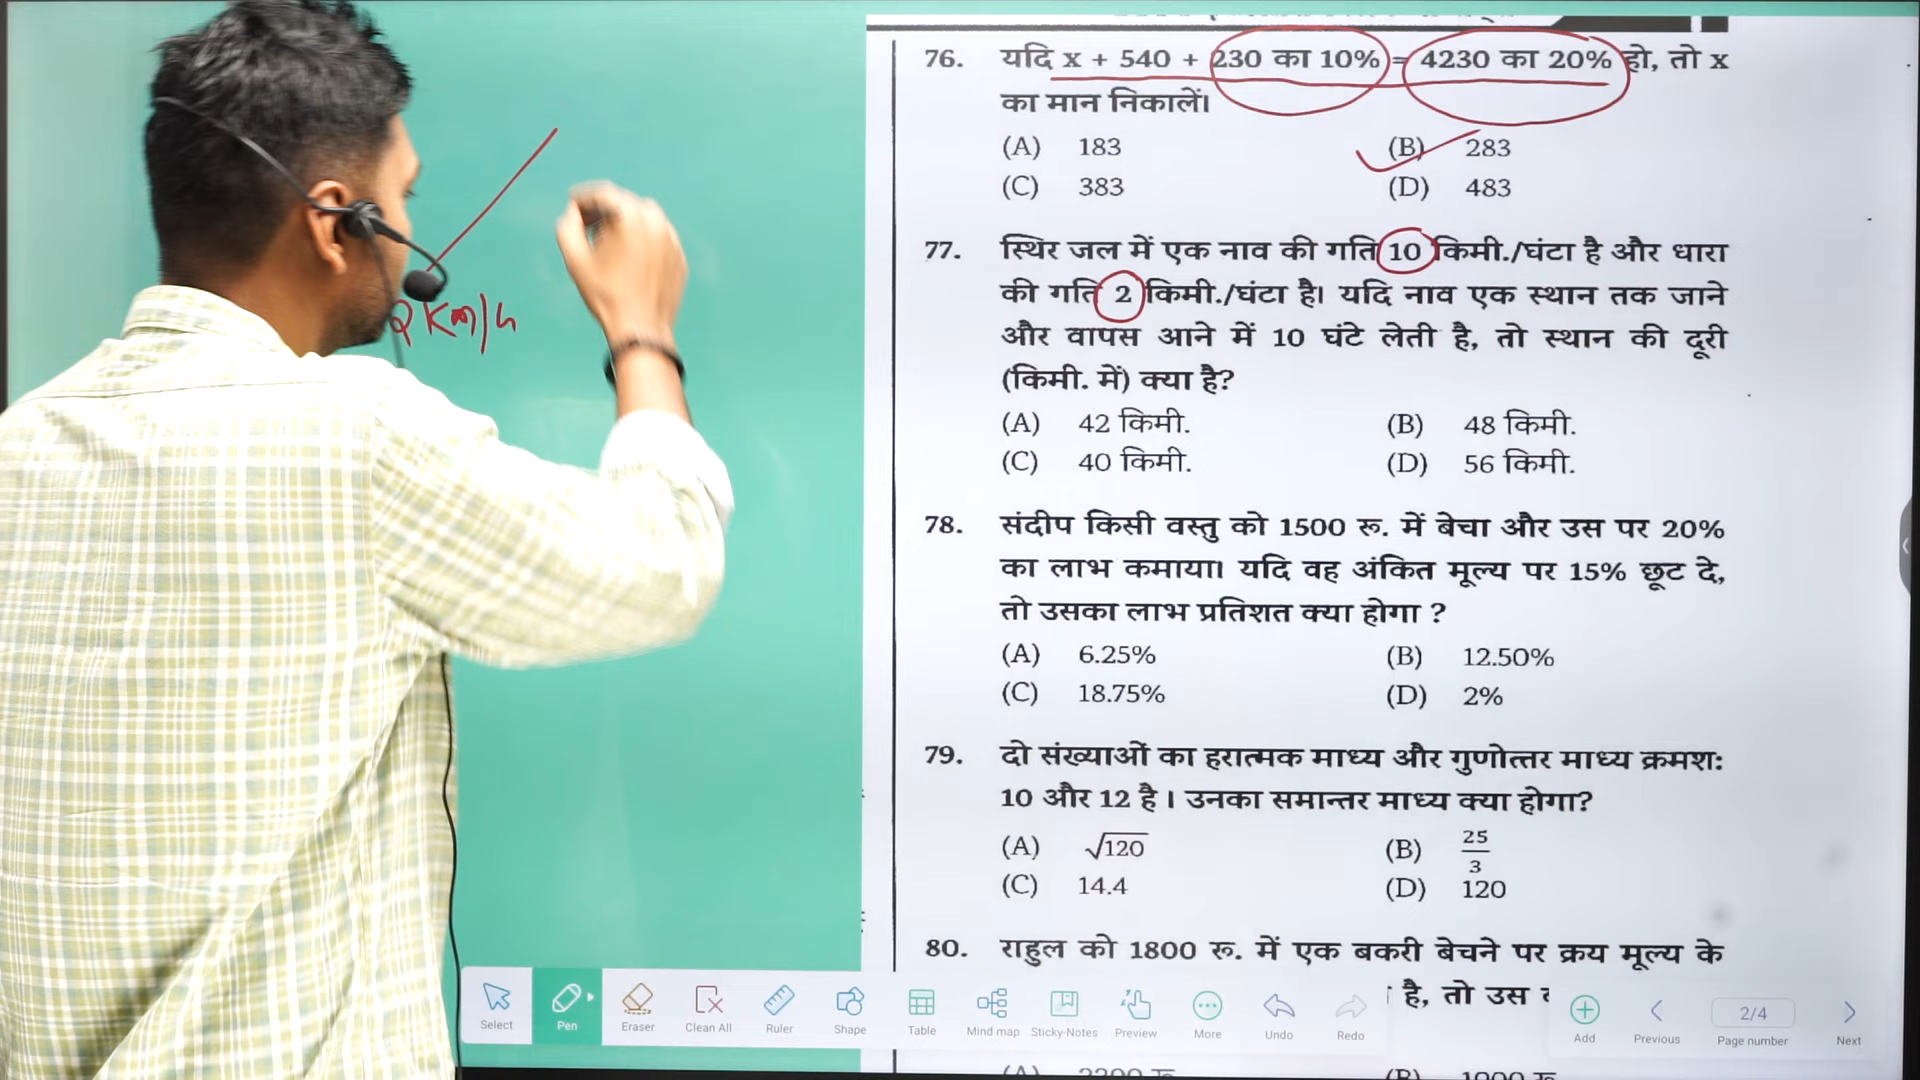 76. यदि x + 540 + 230 का 10% = 4230 का 20% हो, तो x
का मान निकालें।
(A) 183 (B) 283
(C) 383 (D) 483
2 Km/h
77. स्थिर जल में एक नाव की गति 10 किमी./घंटा है और धारा
की गति 2 किमी./घंटा है। यदि नाव एक स्थान तक जाने
और वापस आने में 10 घंटे लेती है, तो स्थान की दूरी
(किमी. में) क्या है?
(A) 42 किमी. (B) 48 किमी.
(C) 40 किमी. (D) 56 किमी.
78. संदीप किसी वस्तु को 1500 रू. में बेचा और उस पर 20%
का लाभ कमाया। यदि वह अंकित मूल्य पर 15% छूट दे,
तो उसका लाभ प्रतिशत क्या होगा ?
(A) 6.25% (B) 12.50%
(C) 18.75% (D) 2%
79. दो संख्याओं का हरात्मक माध्य और गुणोत्तर माध्य क्रमश:
10 और 12 है । उनका समान्तर माध्य क्या होगा?
(A) √120 (B) 25/3
(C) 14.4 (D) 120
80. राहुल को 1800 रू. में एक बकरी बेचने पर क्रय मूल्य के
है, तो उस
Select Pen Eraser Clean All Ruler Shape Table Mind map Sticky-Notes Preview More Undo Redo Add Previous 2/4 Page number Next